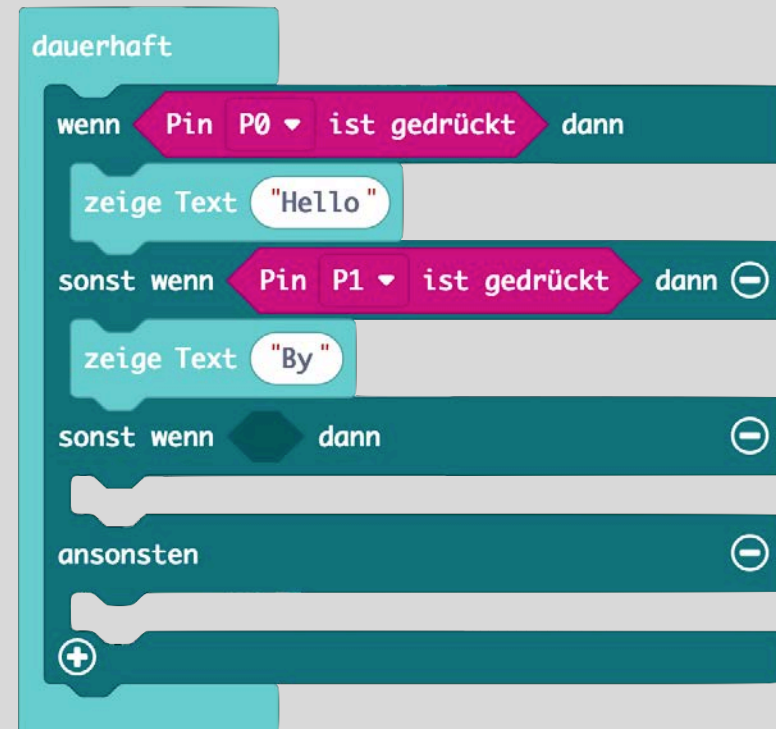 dauerhaft
wenn Pin P0 ist gedrückt dann
zeige Text "Hello"
sonst wenn Pin P1 ist gedrückt dann
zeige Text "By"
sonst wenn dann
ansonsten